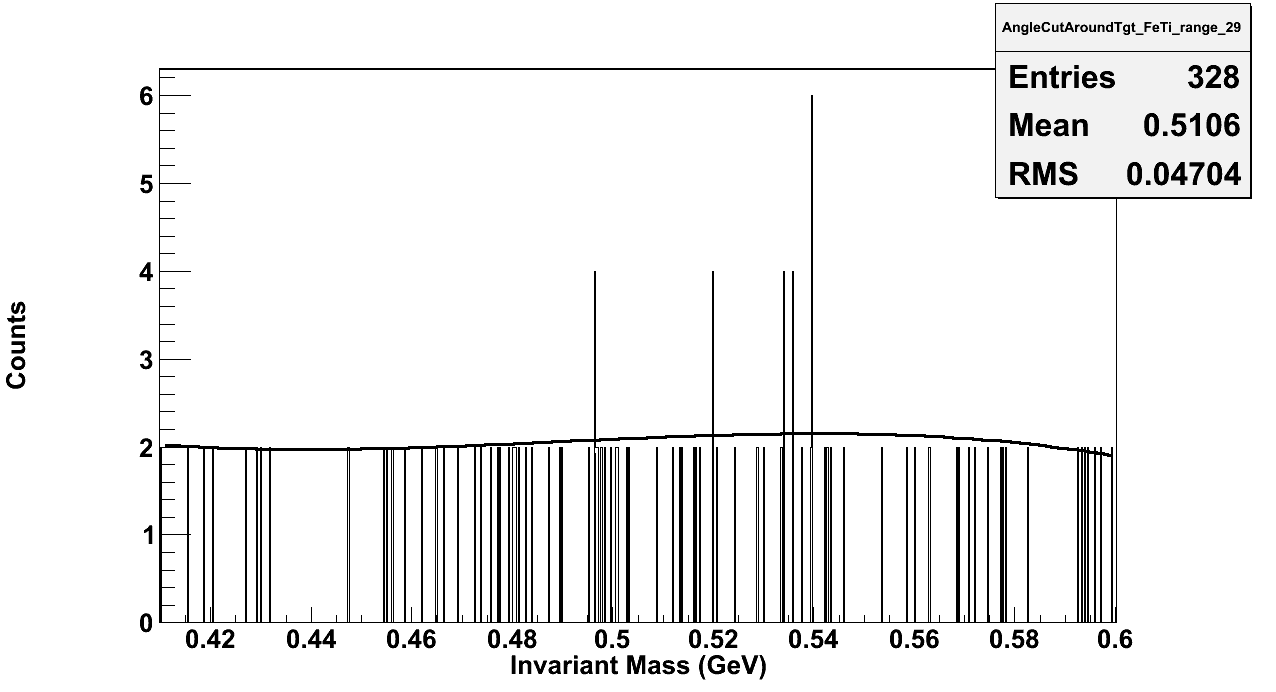 AngleCutAroundTgt_FeTi_range_29
Entries 328
Mean 0.5106
RMS 0.04704
6
5
4
3
2
1
0
Counts
0.42 0.44 0.46 0.48 0.5 0.52 0.54 0.56 0.58 0.6
Invariant Mass (GeV)